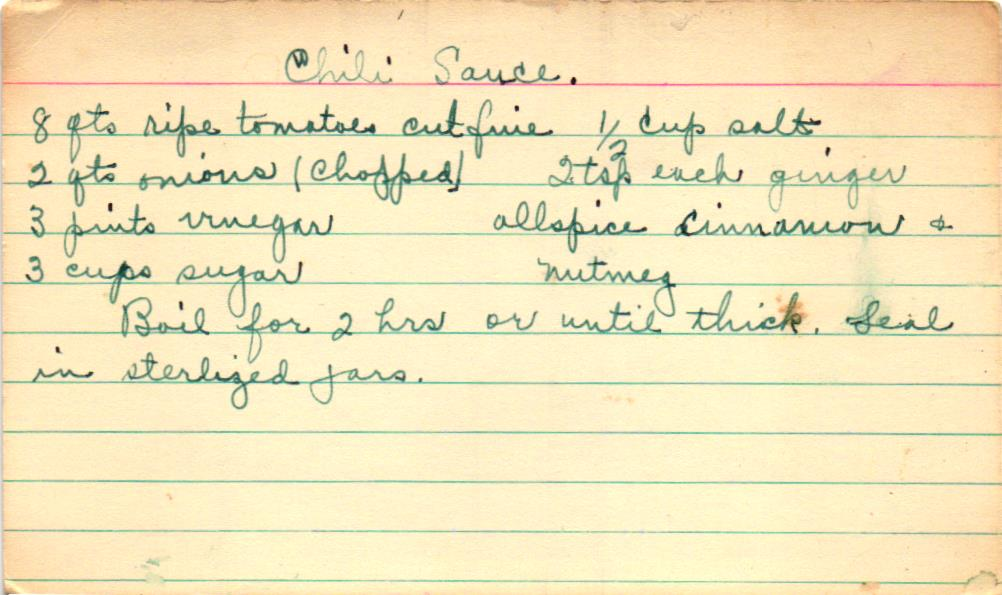 Chili Sauce.
8 qts ripe tomatoes cut fine 1/2 cup salt
2 qts onions (Chopped) 2 tsp each ginger
3 pints vinegar allspice cinnamon &
3 cups sugar nutmeg
Boil for 2 hrs or until thick. Seal
in sterlized jars.